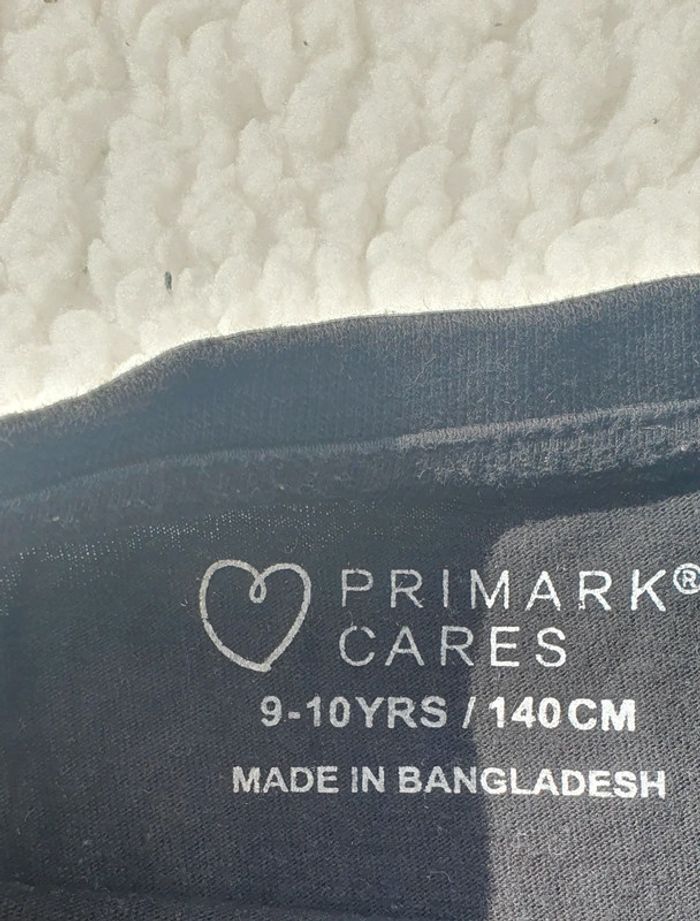 PRIMARK®
CARES
9-10YRS / 140CM
MADE IN BANGLADESH